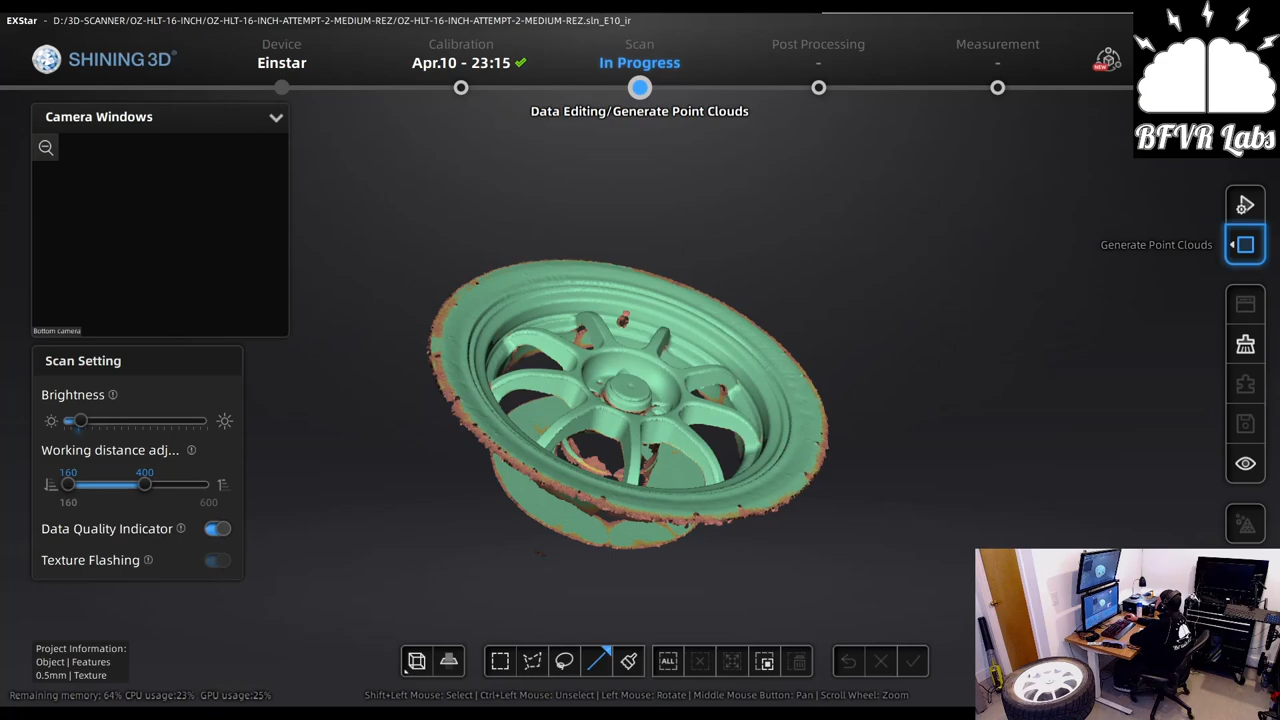 EXStar - D:/3D-SCANNER/OZ-HLT-16-INCH/OZ-HLT-16-INCH-ATTEMPT-2-MEDIUM-REZ/OZ-HLT-16-INCH-ATTEMPT-2-MEDIUM-REZ.sln_E10_ir
SHINING 3D®
Device
Einstar
Calibration
Apr.10 - 23:15
Scan
In Progress
Post Processing
-
Measurement
-
NEW
BFVR Labs
Data Editing/Generate Point Clouds
Camera Windows
Bottom camera
Generate Point Clouds
Scan Setting
Brightness
Working distance adj...
160 400
160 600
Data Quality Indicator
Texture Flashing
Project Information:
Object | Features
0.5mm | Texture
ALL
Remaining memory: 64% CPU usage:23% GPU usage:25%
Shift+Left Mouse: Select | Ctrl+Left Mouse: Unselect | Left Mouse: Rotate | Middle Mouse Button: Pan | Scroll Wheel: Zoom